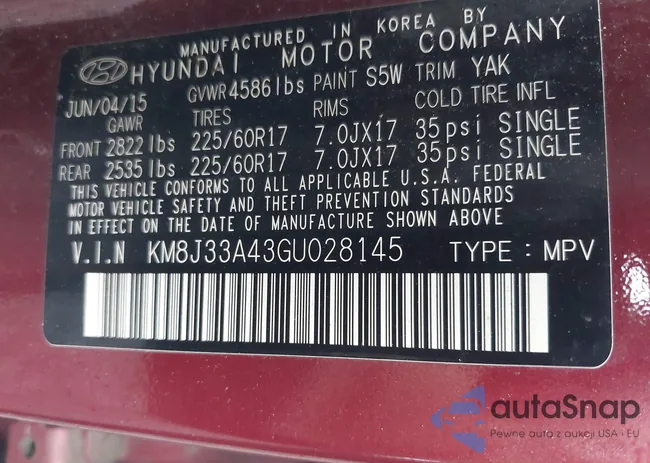 MANUFACTURED IN KOREA BY
HYUNDAI MOTOR COMPANY
JUN/04/15 GVWR 4586lbs PAINT S5W TRIM YAK
GAWR TIRES RIMS COLD TIRE INFL
FRONT 2822 lbs 225/60R17 7.0JX17 35psi SINGLE
REAR 2535 lbs 225/60R17 7.0JX17 35psi SINGLE
THIS VEHICLE CONFORMS TO ALL APPLICABLE U.S.A. FEDERAL
MOTOR VEHICLE SAFETY AND THEFT PREVENTION STANDARDS
IN EFFECT ON THE DATE OF MANUFACTURE SHOWN ABOVE
V.I.N KM8J33A43GU028145 TYPE : MPV
autaSnap
Pewne auta z aukcji USA - EU